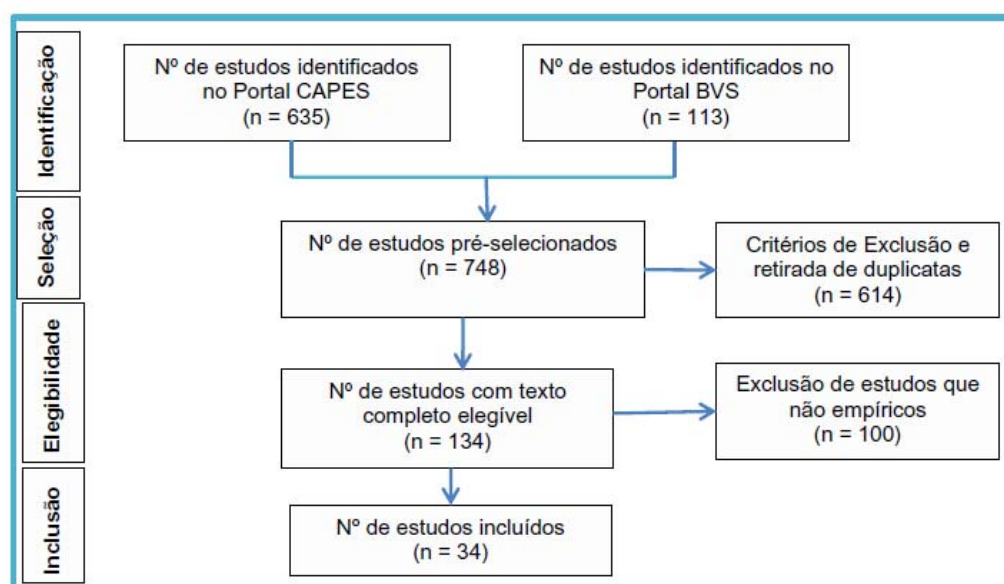 Identificação
Nº de estudos identificados
no Portal CAPES
(n = 635)
Nº de estudos identificados no
Portal BVS
(n = 113)
Seleção
Nº de estudos pré-selecionados
(n = 748)
Critérios de Exclusão e
retirada de duplicatas
(n = 614)
Elegibilidade
Nº de estudos com texto
completo elegível
(n = 134)
Exclusão de estudos que
não empíricos
(n = 100)
Inclusão
Nº de estudos incluídos
(n = 34)